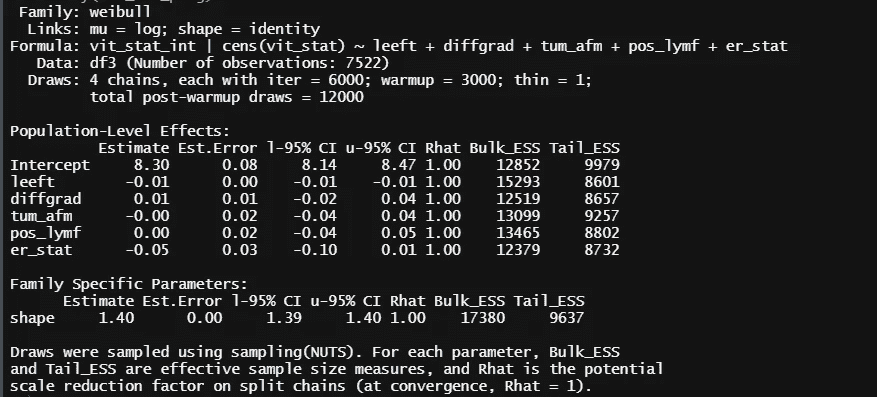 Family: weibull
Links: mu = log; shape = identity
Formula: vit_stat_int | cens(vit_stat) ~ leeft + diffgrad + tum_afm + pos_lymf + er_stat
Data: df3 (Number of observations: 7522)
Draws: 4 chains, each with iter = 6000; warmup = 3000; thin = 1;
total post-warmup draws = 12000
Population-Level Effects:
Estimate Est.Error l-95% CI u-95% CI Rhat Bulk_ESS Tail_ESS
Intercept 8.30 0.08 8.14 8.47 1.00 12852 9979
leeft -0.01 0.00 -0.01 -0.01 1.00 15293 8601
diffgrad 0.01 0.01 -0.02 0.04 1.00 12519 8657
tum_afm -0.00 0.02 -0.04 0.04 1.00 13099 9257
pos_lymf 0.00 0.02 -0.04 0.05 1.00 13465 8802
er_stat -0.05 0.03 -0.10 0.01 1.00 12379 8732
Family Specific Parameters:
Estimate Est.Error l-95% CI u-95% CI Rhat Bulk_ESS Tail_ESS
shape 1.40 0.00 1.39 1.40 1.00 17380 9637
Draws were sampled using sampling(NUTS). For each parameter, Bulk_ESS
and Tail_ESS are effective sample size measures, and Rhat is the potential
scale reduction factor on split chains (at convergence, Rhat = 1).